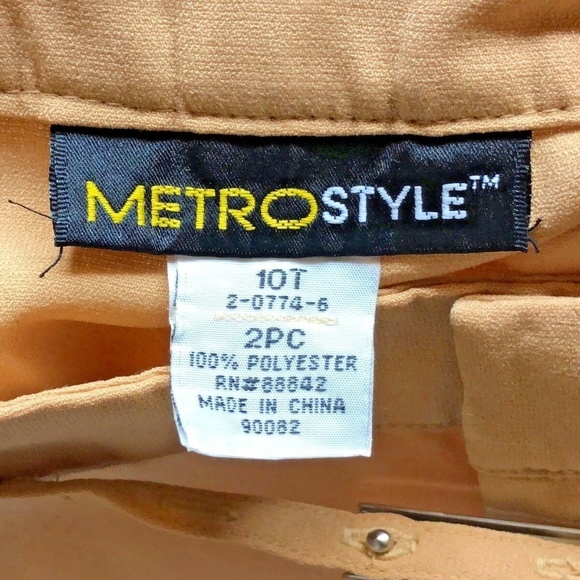 METROSTYLE™
10T
2-0774-6
2PC
100% POLYESTER
RN#88842
MADE IN CHINA
90082